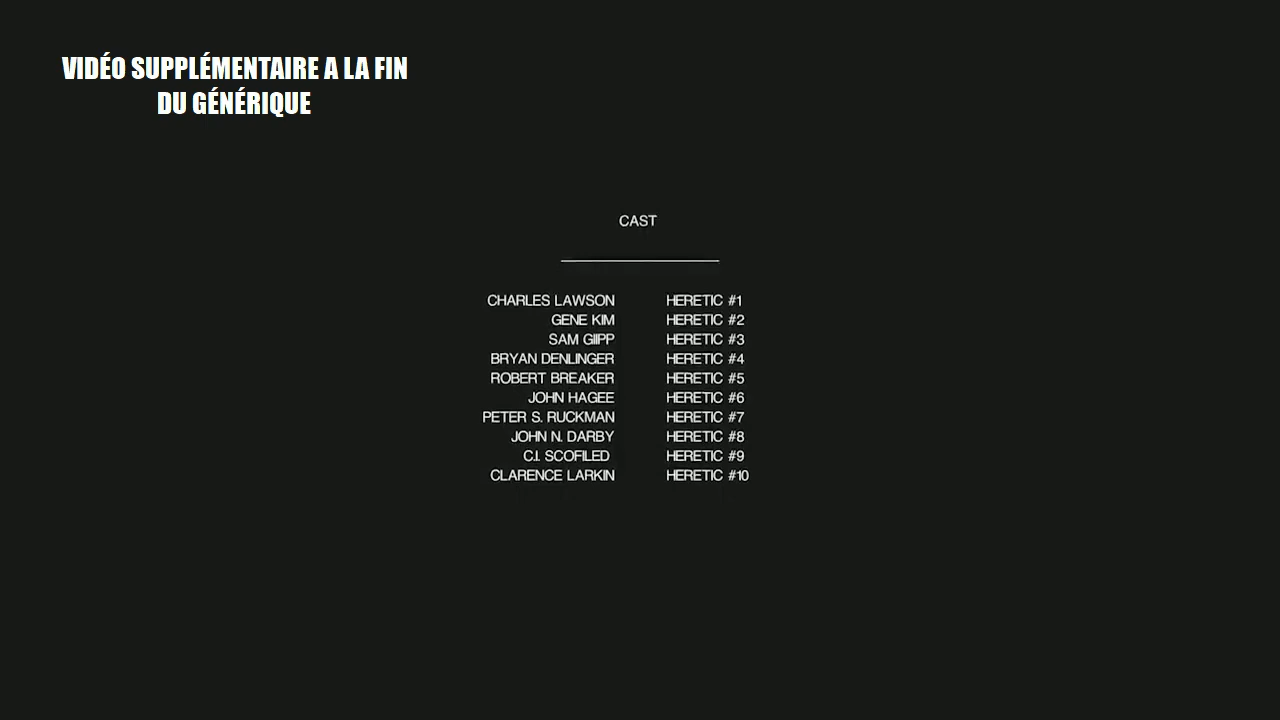 VIDÉO SUPPLÉMENTAIRE A LA FIN
DU GÉNÉRIQUE
CAST
CHARLES LAWSON HERETIC #1
GENE KIM HERETIC #2
SAM GIIPP HERETIC #3
BRYAN DENLINGER HERETIC #4
ROBERT BREAKER HERETIC #5
JOHN HAGEE HERETIC #6
PETER S. RUCKMAN HERETIC #7
JOHN N. DARBY HERETIC #8
C.I. SCOFILED HERETIC #9
CLARENCE LARKIN HERETIC #10